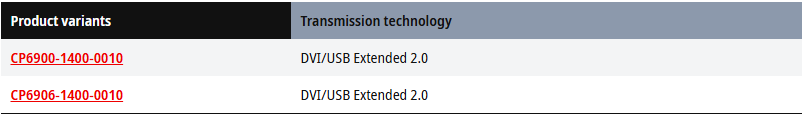 Product variants Transmission technology
CP6900-1400-0010 DVI/USB Extended 2.0
CP6906-1400-0010 DVI/USB Extended 2.0